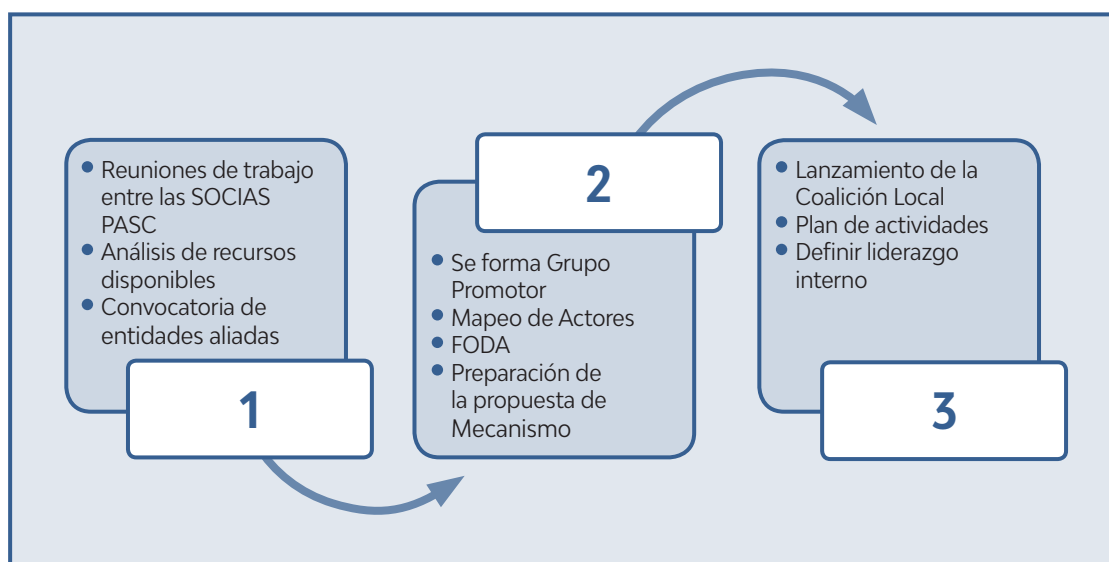 ● Reuniones de trabajo
entre las SOCIAS
PASC
● Análisis de recursos
disponibles
● Convocatoria de
entidades aliadas
1
2
● Se forma Grupo
Promotor
● Mapeo de Actores
● FODA
● Preparación de
la propuesta de
Mecanismo
● Lanzamiento de la
Coalición Local
● Plan de actividades
● Definir liderazgo
interno
3